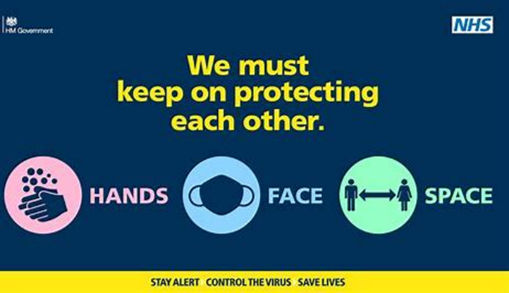 HM Government
NHS
We must
keep on protecting
each other.
HANDS
FACE
SPACE
STAY ALERT CONTROL THE VIRUS SAVE LIVES